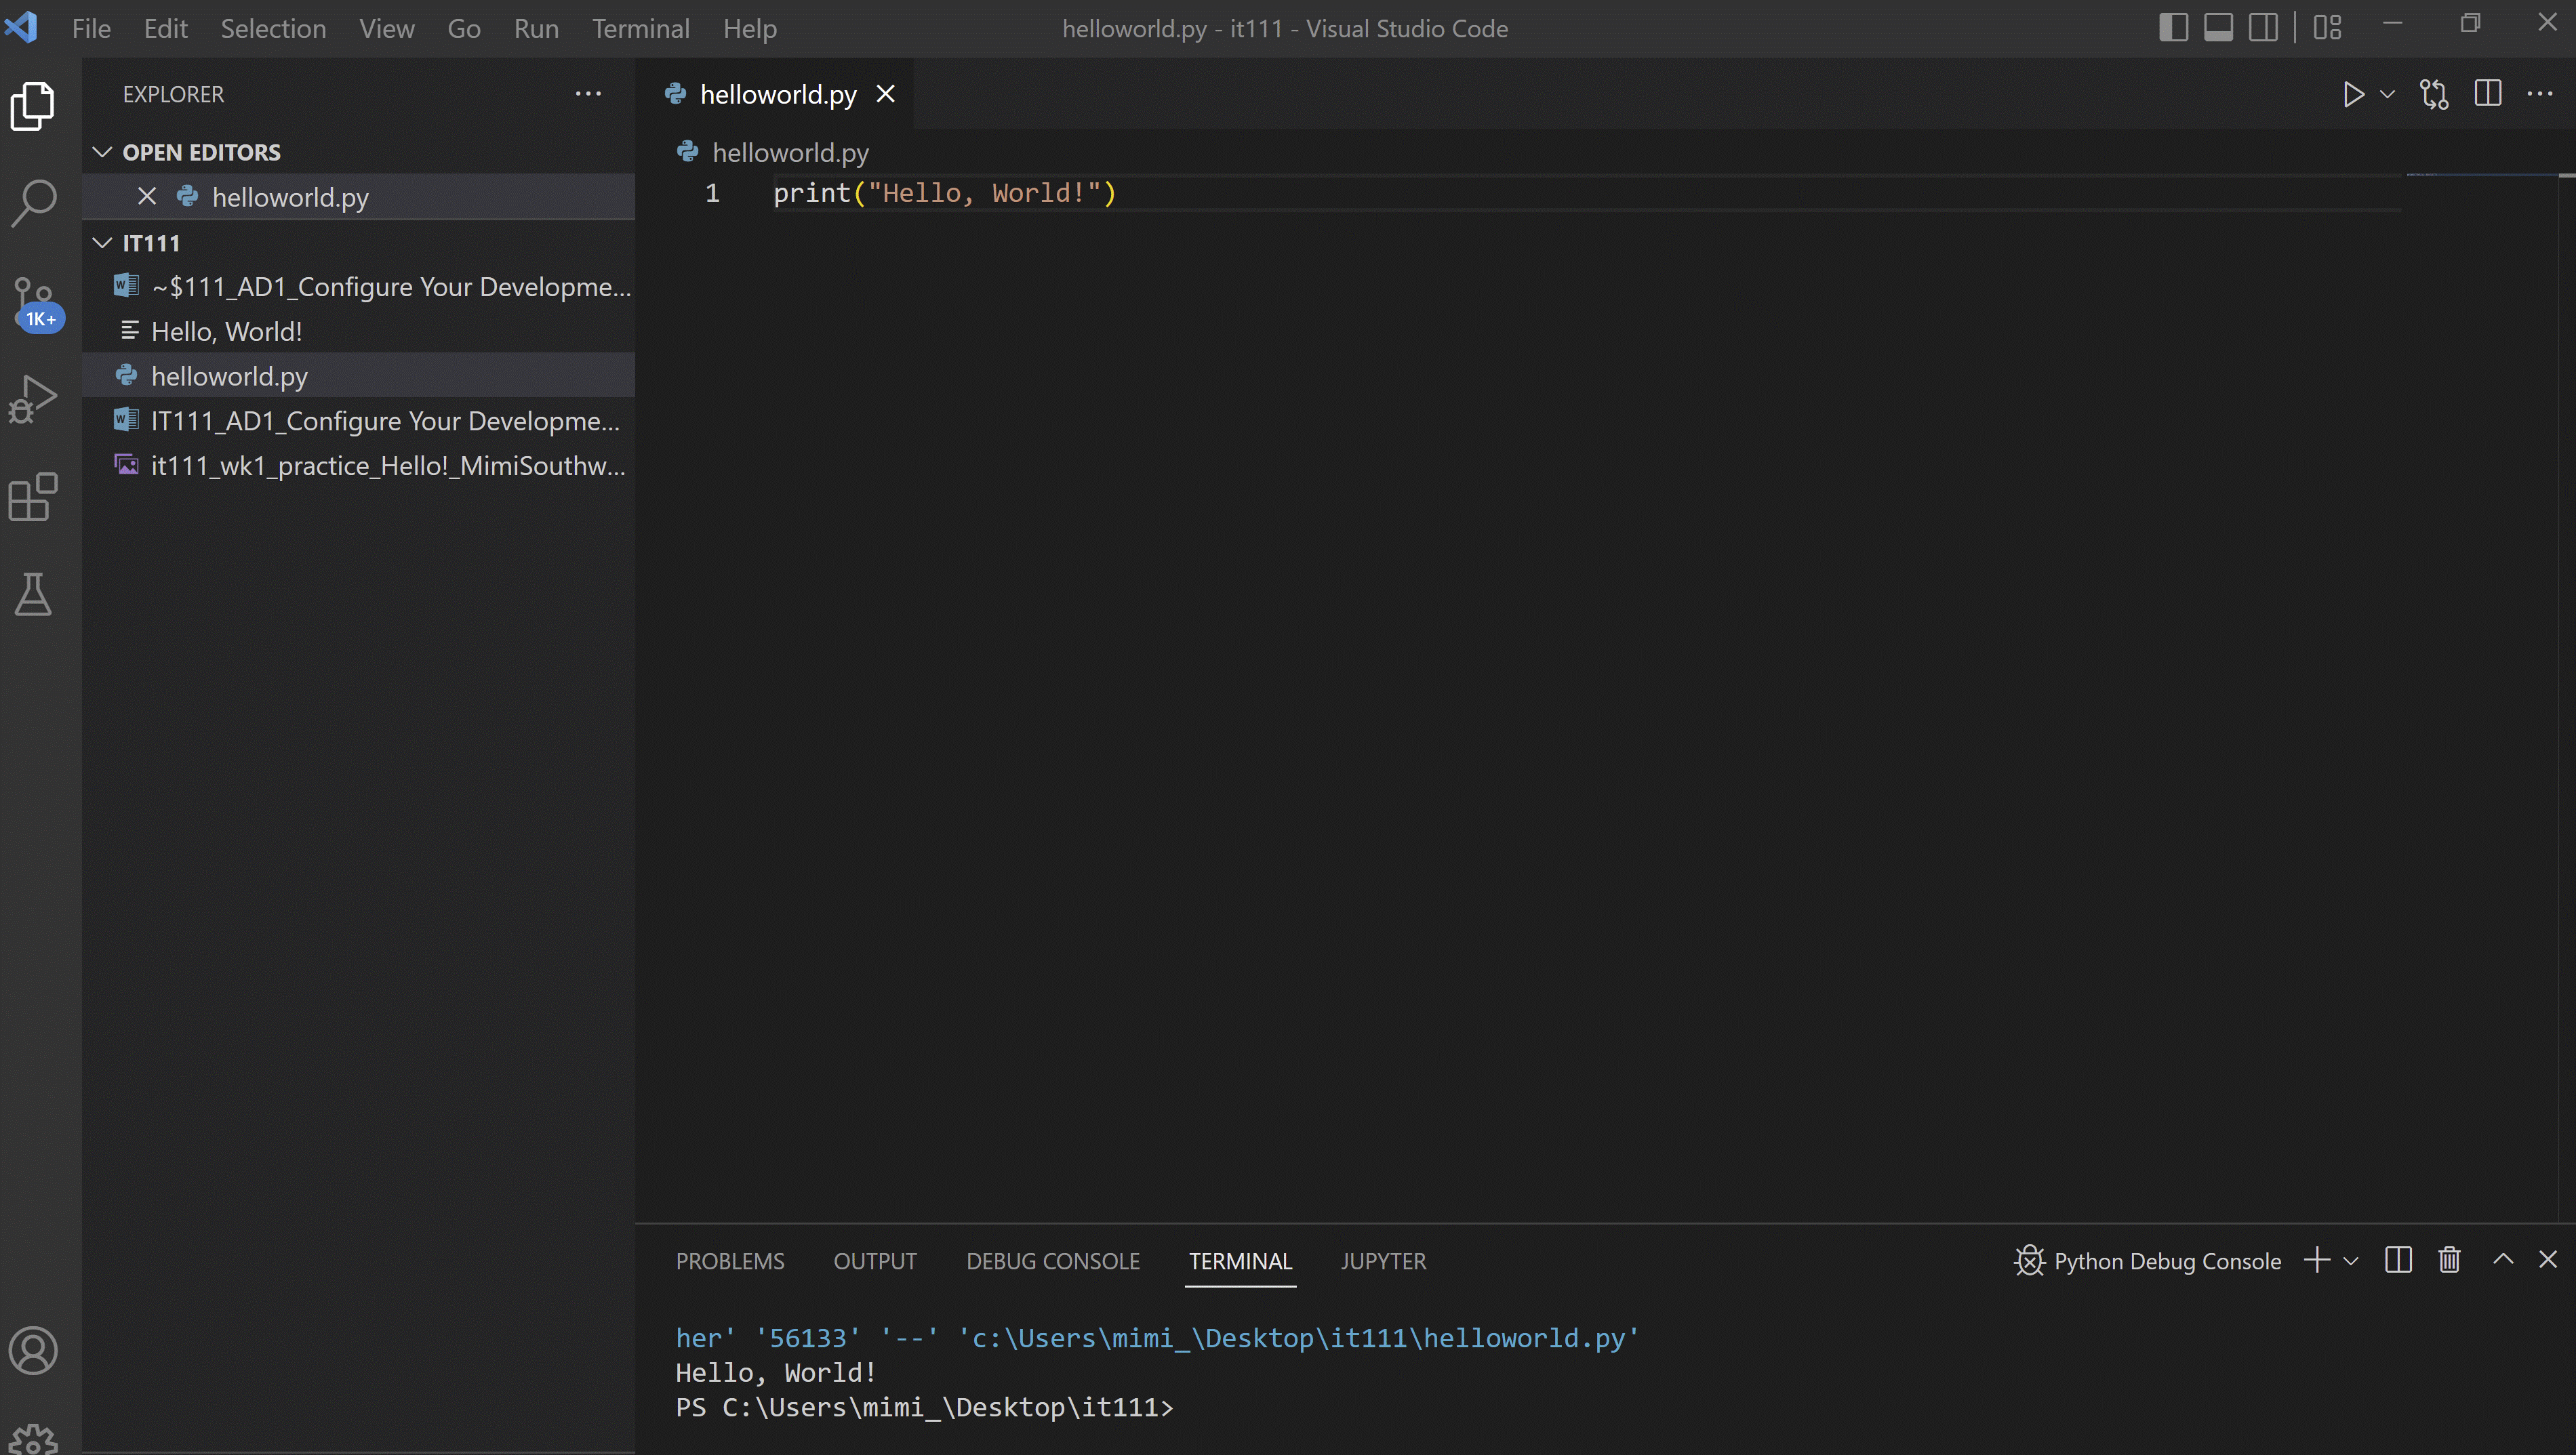 File Edit Selection View Go Run Terminal Help
helloworld.py - it111 - Visual Studio Code
EXPLORER
OPEN EDITORS
helloworld.py
IT111
~$111_AD1_Configure Your Developme...
Hello, World!
helloworld.py
IT111_AD1_Configure Your Developme...
it111_wk1_practice_Hello!_MimiSouthw...
1K+
helloworld.py
helloworld.py
1 print("Hello, World!")
PROBLEMS OUTPUT DEBUG CONSOLE TERMINAL JUPYTER
Python Debug Console
her' '56133' '--' 'c:\Users\mimi_\Desktop\it111\helloworld.py'
Hello, World!
PS C:\Users\mimi_\Desktop\it111>